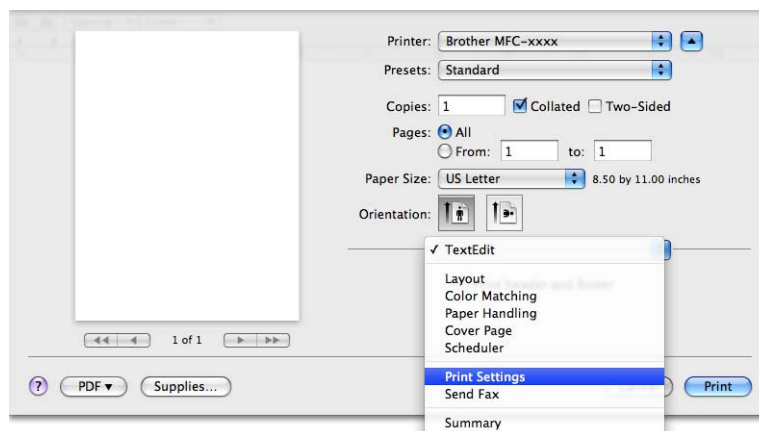 Printer: Brother MFC-xxxx
Presets: Standard
Copies: 1 Collated Two-Sided
Pages: All
From: 1 to: 1
Paper Size: US Letter 8.50 by 11.00 inches
Orientation:
✓ TextEdit
Layout
Color Matching
Paper Handling
Cover Page
Scheduler
Print Settings
Send Fax
Summary
1 of 1
? PDF▾ Supplies... Print